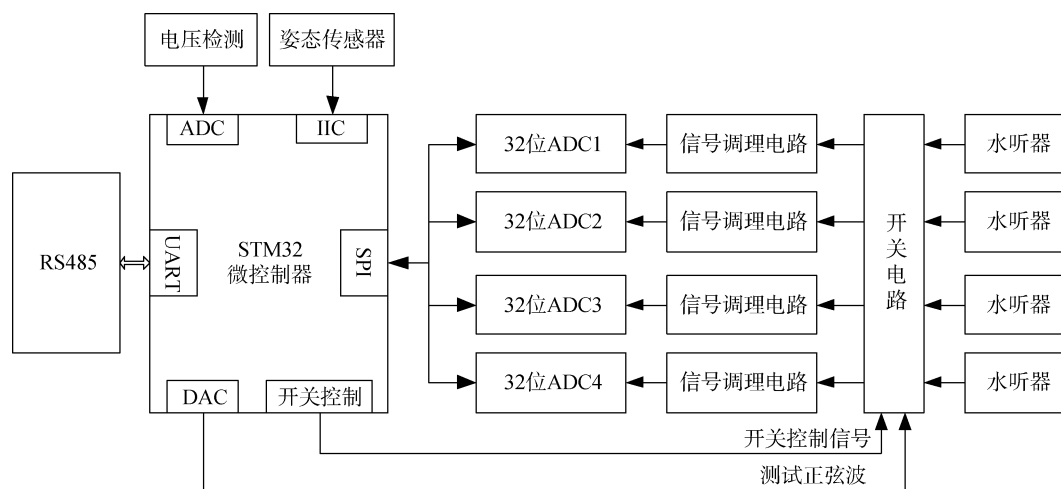 电压检测
姿态传感器
ADC
IIC
32位ADC1
信号调理电路
水听器
32位ADC2
信号调理电路
水听器
RS485
UART
STM32
微控制器
SPI
开关电路
32位ADC3
信号调理电路
水听器
32位ADC4
信号调理电路
水听器
DAC
开关控制
开关控制信号
测试正弦波